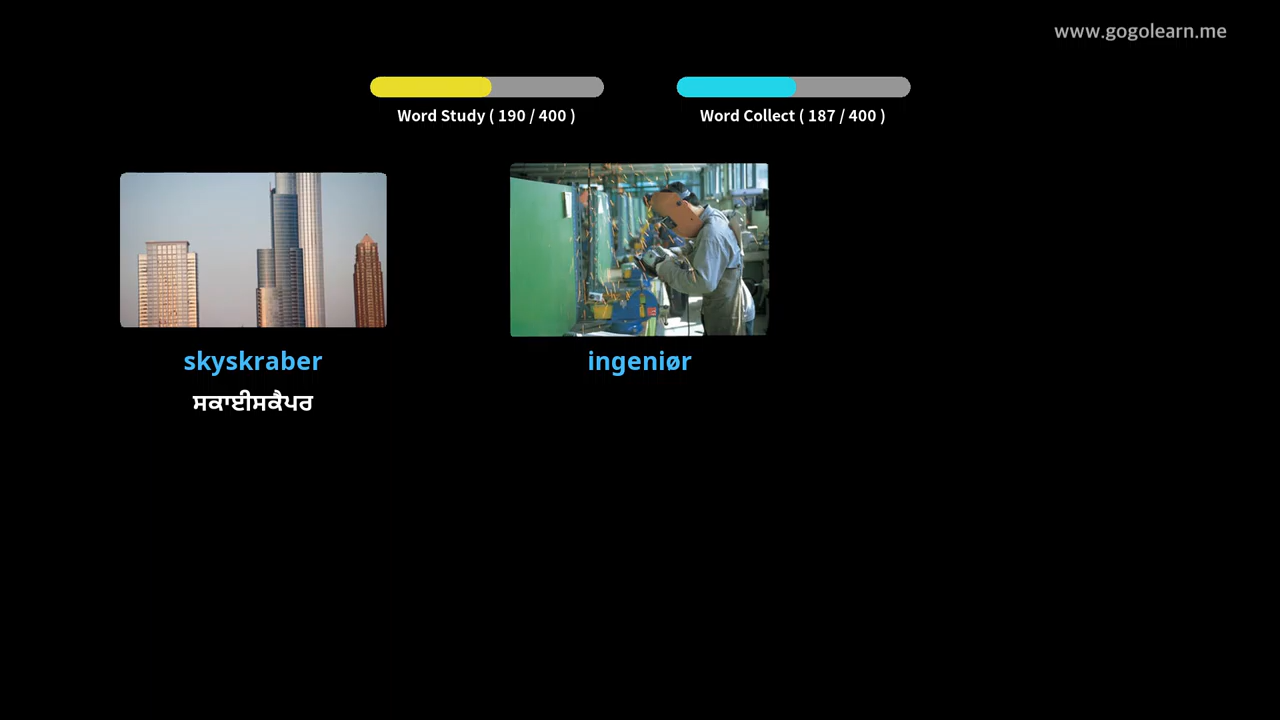 www.gogolearn.me
Word Study ( 190 / 400 )
Word Collect ( 187 / 400 )
skyskraber
ingeniør
ਸਕਾਈਸਕੈਪਰ